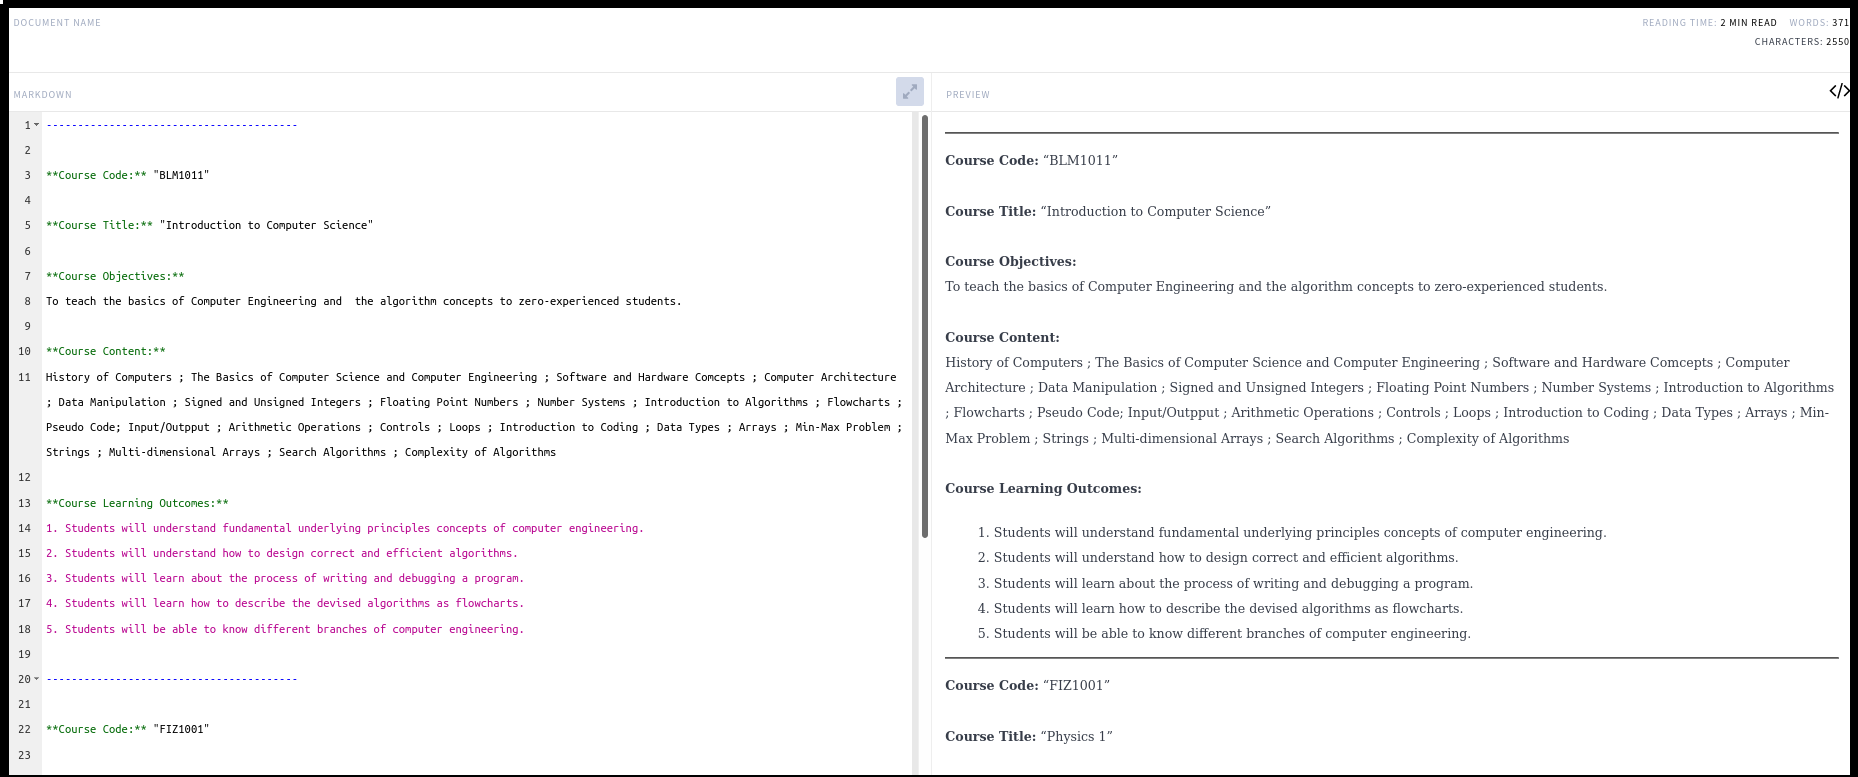 DOCUMENT NAME
READING TIME: 2 MIN READ WORDS: 371
CHARACTERS: 2550
MARKDOWN
1 ----------------------------------------
2
3 **Course Code:** "BLM1011"
4
5 **Course Title:** "Introduction to Computer Science"
6
7 **Course Objectives:**
8 To teach the basics of Computer Engineering and  the algorithm concepts to zero-experienced students.
9
10 **Course Content:**
11 History of Computers ; The Basics of Computer Science and Computer Engineering ; Software and Hardware Comcepts ; Computer Architecture
; Data Manipulation ; Signed and Unsigned Integers ; Floating Point Numbers ; Number Systems ; Introduction to Algorithms ; Flowcharts ;
Pseudo Code; Input/Outpput ; Arithmetic Operations ; Controls ; Loops ; Introduction to Coding ; Data Types ; Arrays ; Min-Max Problem ;
Strings ; Multi-dimensional Arrays ; Search Algorithms ; Complexity of Algorithms
12
13 **Course Learning Outcomes:**
14 1. Students will understand fundamental underlying principles concepts of computer engineering.
15 2. Students will understand how to design correct and efficient algorithms.
16 3. Students will learn about the process of writing and debugging a program.
17 4. Students will learn how to describe the devised algorithms as flowcharts.
18 5. Students will be able to know different branches of computer engineering.
19
20 ----------------------------------------
21
22 **Course Code:** "FIZ1001"
23
PREVIEW
</>
Course Code: “BLM1011”
Course Title: “Introduction to Computer Science”
Course Objectives:
To teach the basics of Computer Engineering and the algorithm concepts to zero-experienced students.
Course Content:
History of Computers ; The Basics of Computer Science and Computer Engineering ; Software and Hardware Comcepts ; Computer
Architecture ; Data Manipulation ; Signed and Unsigned Integers ; Floating Point Numbers ; Number Systems ; Introduction to Algorithms
; Flowcharts ; Pseudo Code; Input/Outpput ; Arithmetic Operations ; Controls ; Loops ; Introduction to Coding ; Data Types ; Arrays ; Min-
Max Problem ; Strings ; Multi-dimensional Arrays ; Search Algorithms ; Complexity of Algorithms
Course Learning Outcomes:
1. Students will understand fundamental underlying principles concepts of computer engineering.
2. Students will understand how to design correct and efficient algorithms.
3. Students will learn about the process of writing and debugging a program.
4. Students will learn how to describe the devised algorithms as flowcharts.
5. Students will be able to know different branches of computer engineering.
Course Code: “FIZ1001”
Course Title: “Physics 1”